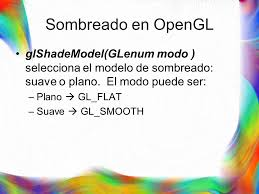 Sombreado en OpenGL
• glShadeModel(GLenum modo )
selecciona el modelo de sombreado:
suave o plano. El modo puede ser:
– Plano → GL_FLAT
– Suave → GL_SMOOTH